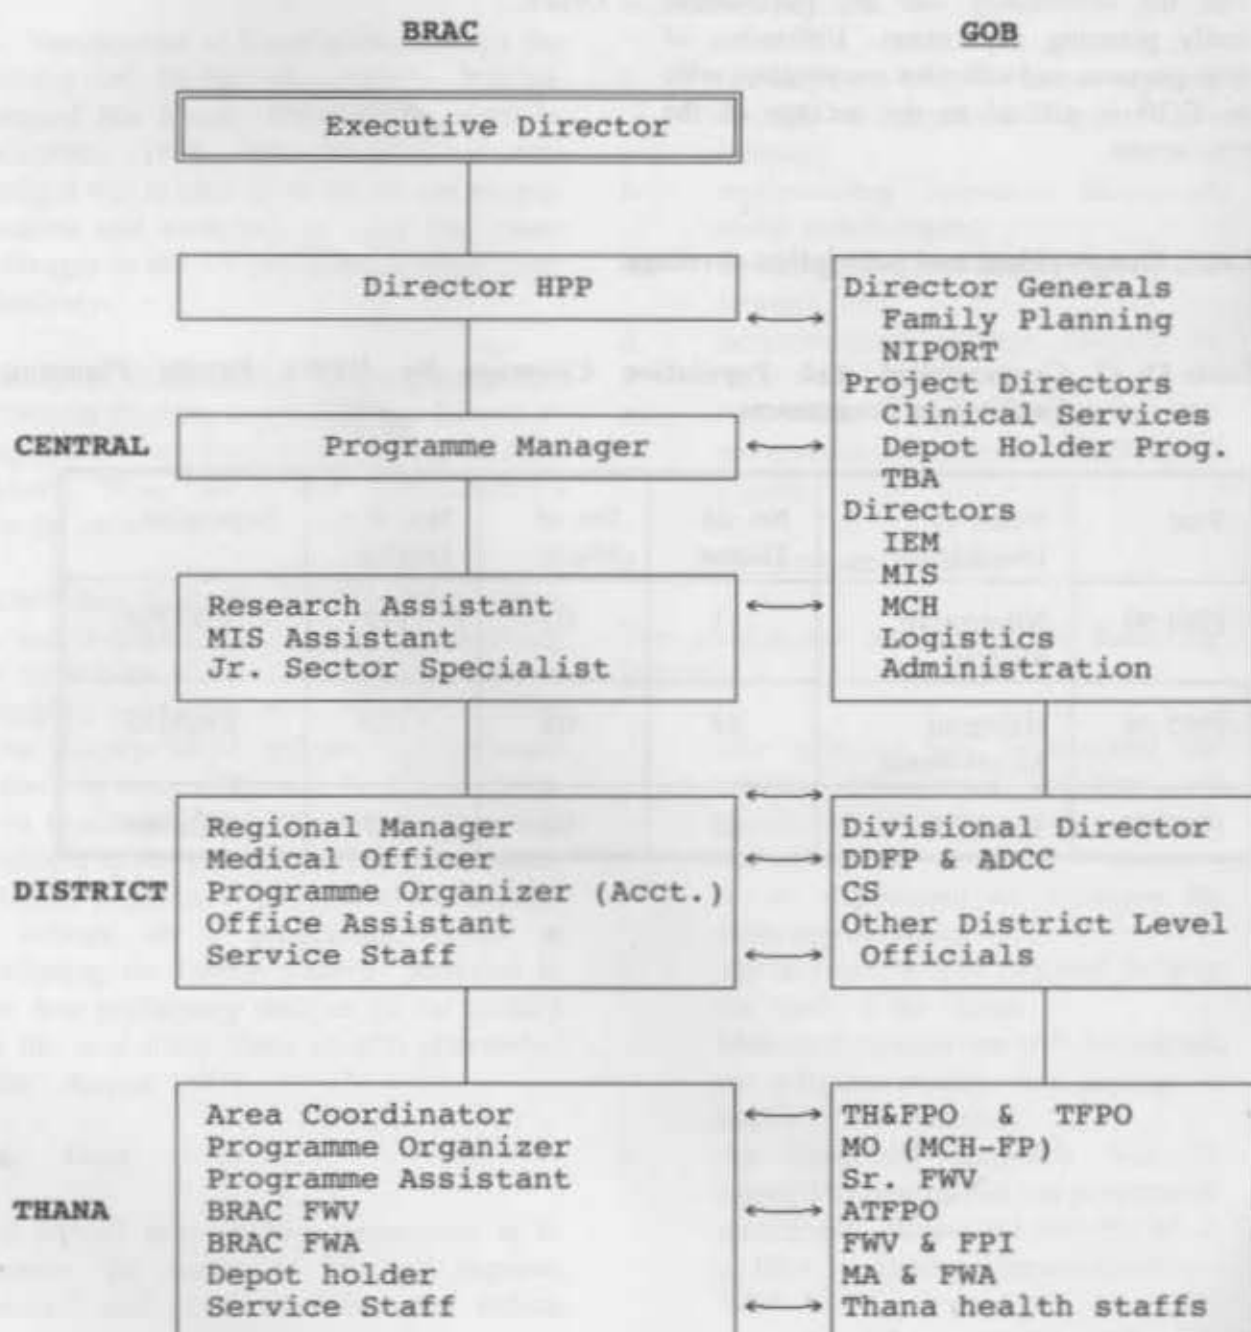 BRAC GOB
Executive Director
Director HPP
Director Generals
Family Planning
NIPORT
Project Directors
Clinical Services
Depot Holder Prog.
TBA
Directors
IEM
MIS
MCH
Logistics
Administration
CENTRAL
Programme Manager
Research Assistant
MIS Assistant
Jr. Sector Specialist
DISTRICT
Regional Manager
Medical Officer
Programme Organizer (Acct.)
Office Assistant
Service Staff
Divisional Director
DDFP & ADCC
CS
Other District Level
Officials
THANA
Area Coordinator
Programme Organizer
Programme Assistant
BRAC FWV
BRAC FWA
Depot holder
Service Staff
TH&FPO & TFPO
MO (MCH-FP)
Sr. FWV
ATFPO
FWV & FPI
MA & FWA
Thana health staffs